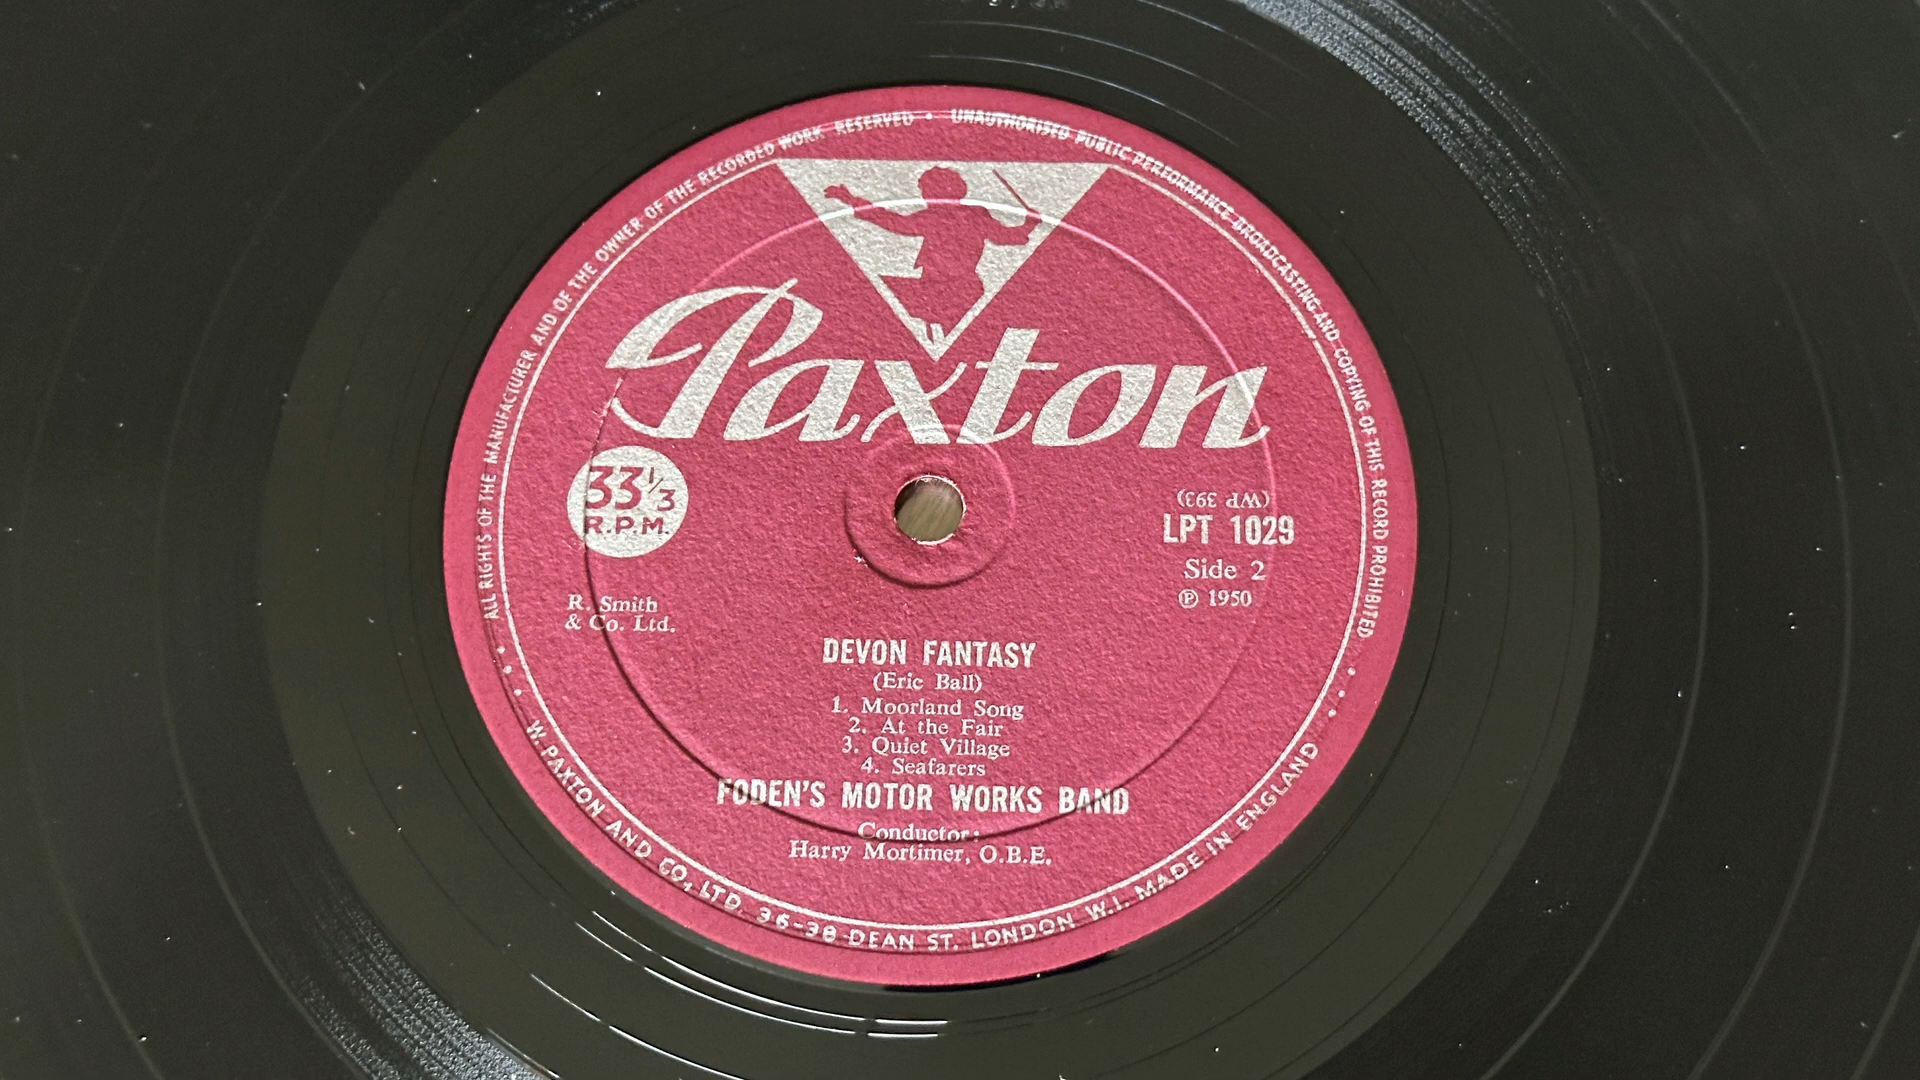 ALL RIGHTS OF THE MANUFACTURER AND OF THE OWNER OF THE RECORDED WORK RESERVED • UNAUTHORISED PUBLIC PERFORMANCE BROADCASTING AND COPYING OF THIS RECORD PROHIBITED
Paxton
33 1/3
R.P.M.
(WP 393)
LPT 1029
Side 2
℗ 1950
R. Smith
& Co. Ltd.
DEVON FANTASY
(Eric Ball)
1. Moorland Song
2. At the Fair
3. Quiet Village
4. Seafarers
FODEN'S MOTOR WORKS BAND
Conductor:
Harry Mortimer, O.B.E.
W. PAXTON AND CO, LTD. 36-38 DEAN ST. LONDON W.1. MADE IN ENGLAND